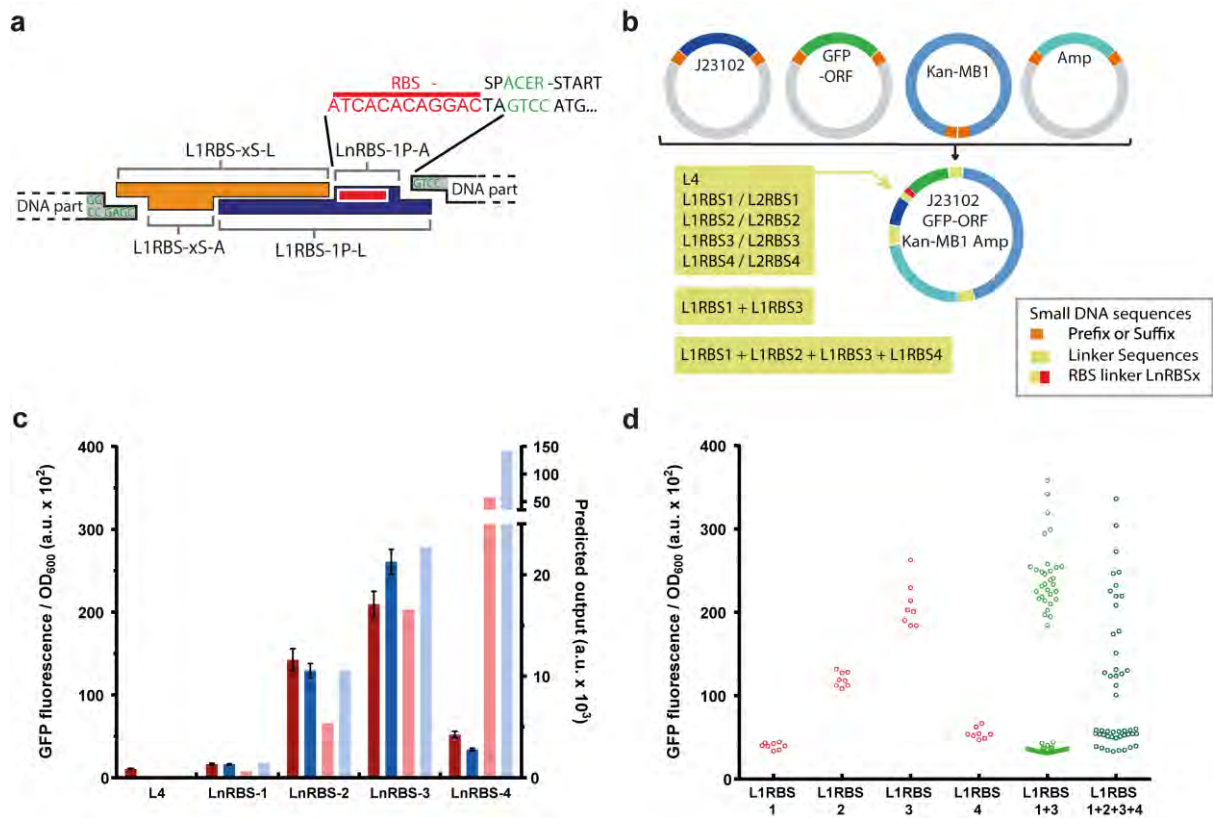 a
RBS - SPACER -START
ATCACACAGGACTAGTCC ATG...
L1RBS-xS-L
LnRBS-1P-A
DNA part
GG
CC GAGC
GTCC
DNA part
L1RBS-xS-A
L1RBS-1P-L
b
J23102
GFP
-ORF
Kan-MB1
Amp
L4
L1RBS1 / L2RBS1
L1RBS2 / L2RBS2
L1RBS3 / L2RBS3
L1RBS4 / L2RBS4
J23102
GFP-ORF
Kan-MB1 Amp
L1RBS1 + L1RBS3
L1RBS1 + L1RBS2 + L1RBS3 + L1RBS4
Small DNA sequences
Prefix or Suffix
Linker Sequences
RBS linker LnRBSx
c
GFP fluorescence / OD600 (a.u. x 10²)
400
300
200
100
0
150
100
50
20
10
0
Predicted output (a.u. x 10³)
L4
LnRBS-1
LnRBS-2
LnRBS-3
LnRBS-4
d
GFP fluorescence / OD600 (a.u. x 10²)
400
300
200
100
0
L1RBS
1
L1RBS
2
L1RBS
3
L1RBS
4
L1RBS
1+3
L1RBS
1+2+3+4